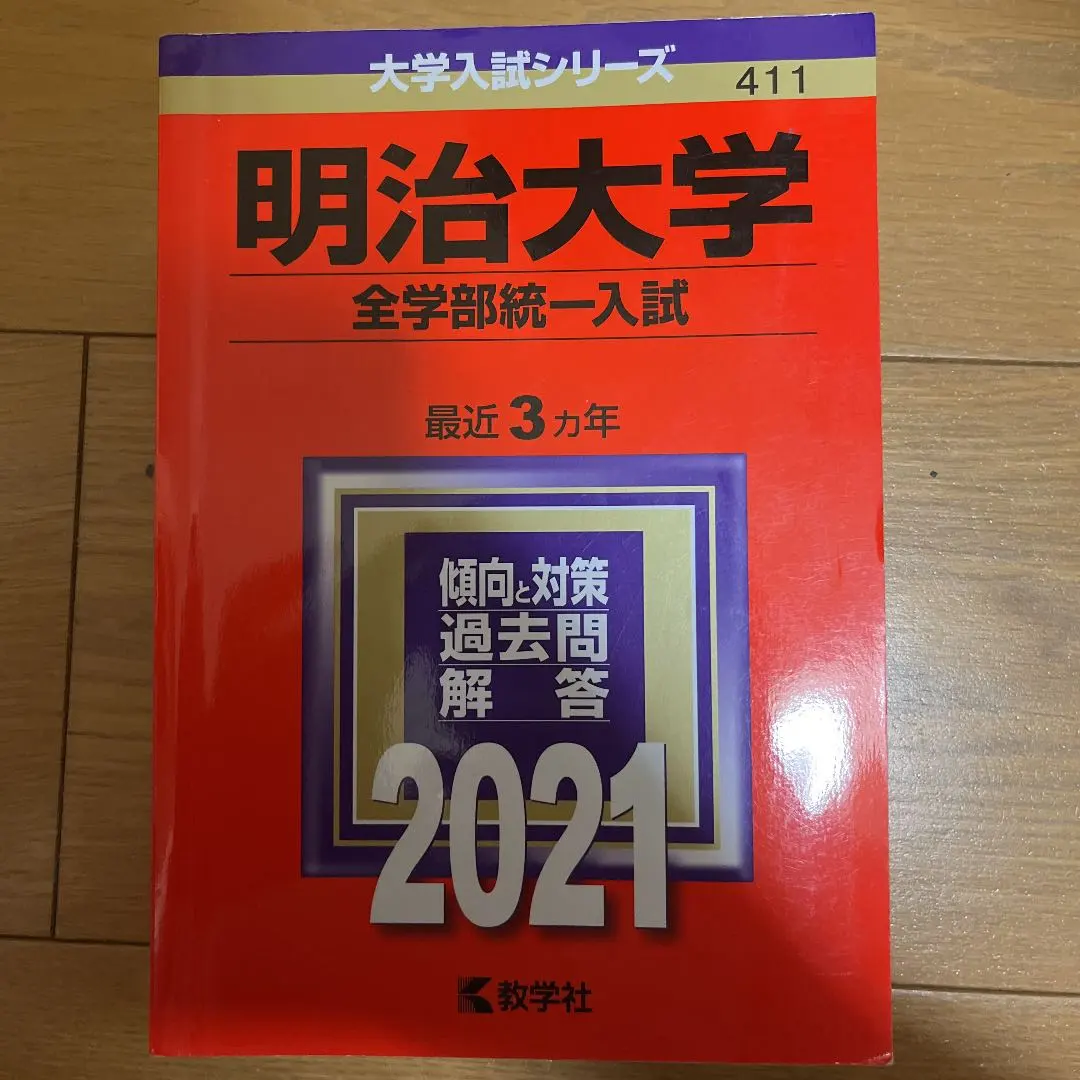 大学入試シリーズ
411
明治大学
全学部統一入試
最近3カ年
傾向と対策
過去問
解答
2021
教学社